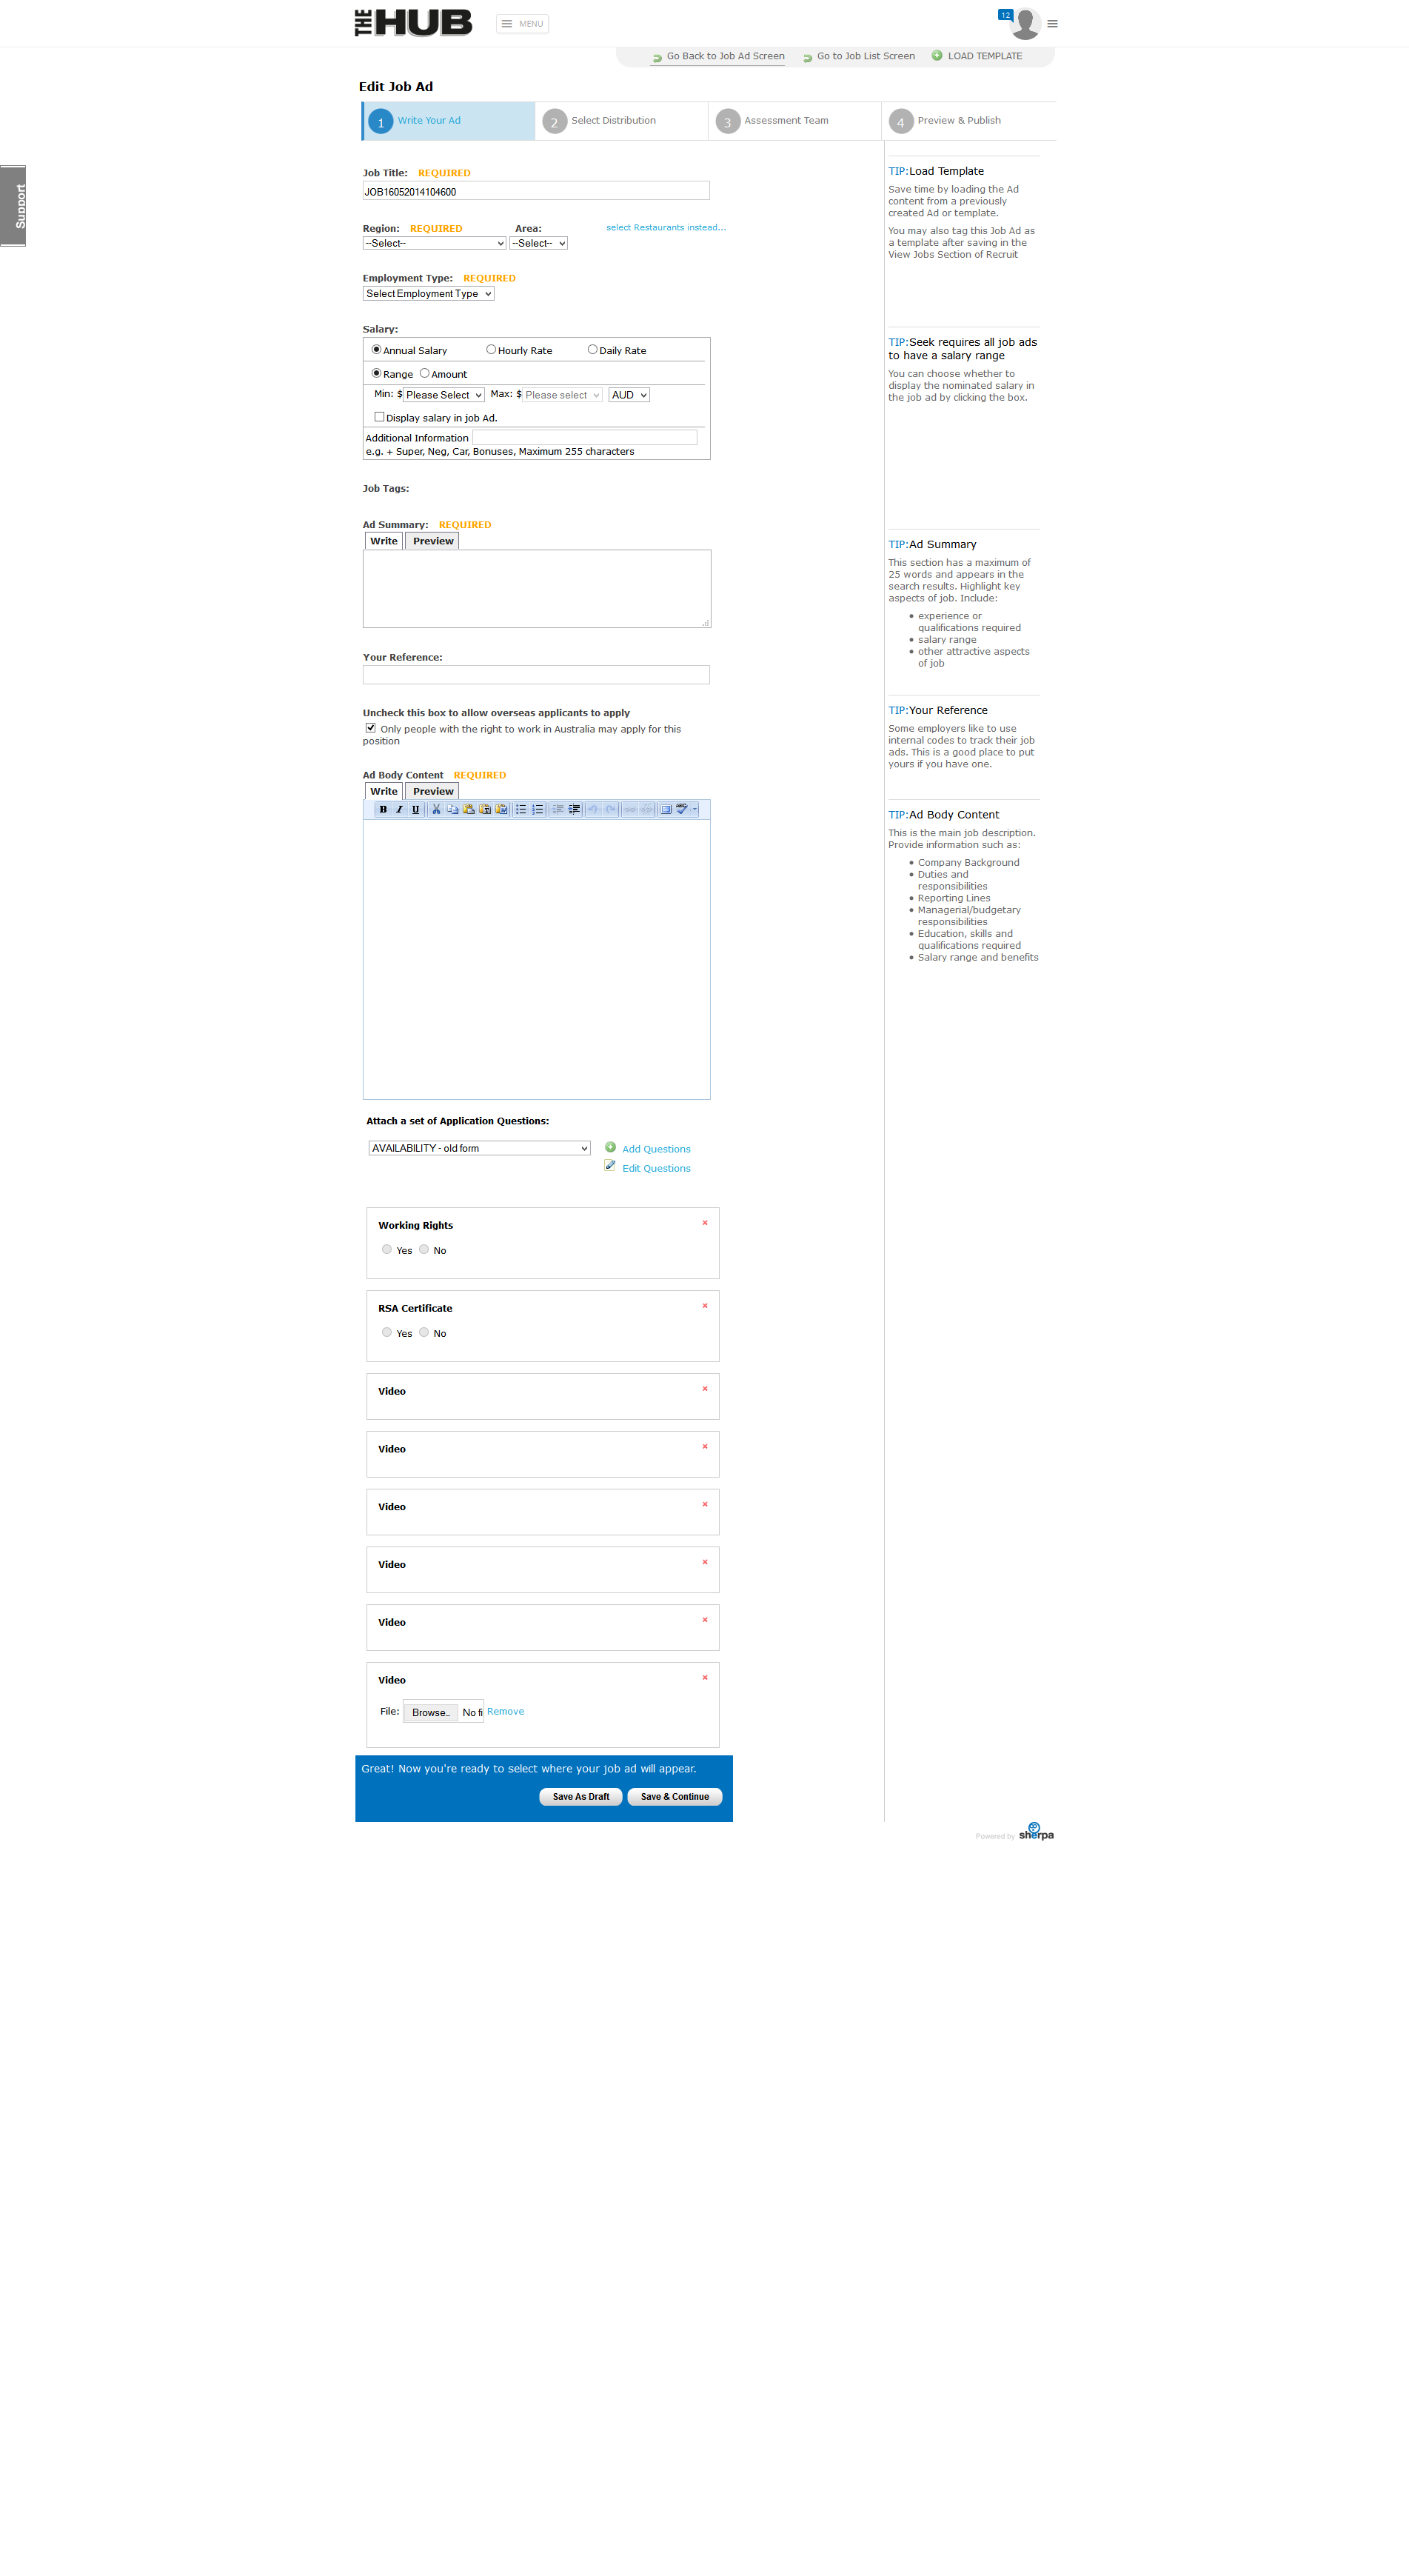 THE HUB
MENU
12
Go Back to Job Ad Screen
Go to Job List Screen
LOAD TEMPLATE
Edit Job Ad
1 Write Your Ad
2 Select Distribution
3 Assessment Team
4 Preview & Publish
Support
Job Title: REQUIRED
JOB16052014104600
Region: REQUIRED Area: select Restaurants instead...
--Select-- --Select--
Employment Type: REQUIRED
Select Employment Type
Salary:
Annual Salary Hourly Rate Daily Rate
Range Amount
Min: $ Please Select Max: $ Please select AUD
Display salary in job Ad.
Additional Information
e.g. + Super, Neg, Car, Bonuses, Maximum 255 characters
Job Tags:
Ad Summary: REQUIRED
Write Preview
Your Reference:
Uncheck this box to allow overseas applicants to apply
Only people with the right to work in Australia may apply for this
position
Ad Body Content REQUIRED
Write Preview
B I U
ABC
Attach a set of Application Questions:
AVAILABILITY - old form
Add Questions
Edit Questions
Working Rights
Yes No
RSA Certificate
Yes No
Video
Video
Video
Video
Video
Video
File: Browse... No fi Remove
Great! Now you're ready to select where your job ad will appear.
Save As Draft Save & Continue
TIP:Load Template
Save time by loading the Ad
content from a previously
created Ad or template.
You may also tag this Job Ad as
a template after saving in the
View Jobs Section of Recruit
TIP:Seek requires all job ads
to have a salary range
You can choose whether to
display the nominated salary in
the job ad by clicking the box.
TIP:Ad Summary
This section has a maximum of
25 words and appears in the
search results. Highlight key
aspects of job. Include:
experience or
qualifications required
salary range
other attractive aspects
of job
TIP:Your Reference
Some employers like to use
internal codes to track their job
ads. This is a good place to put
yours if you have one.
TIP:Ad Body Content
This is the main job description.
Provide information such as:
Company Background
Duties and
responsibilities
Reporting Lines
Managerial/budgetary
responsibilities
Education, skills and
qualifications required
Salary range and benefits
Powered by sherpa